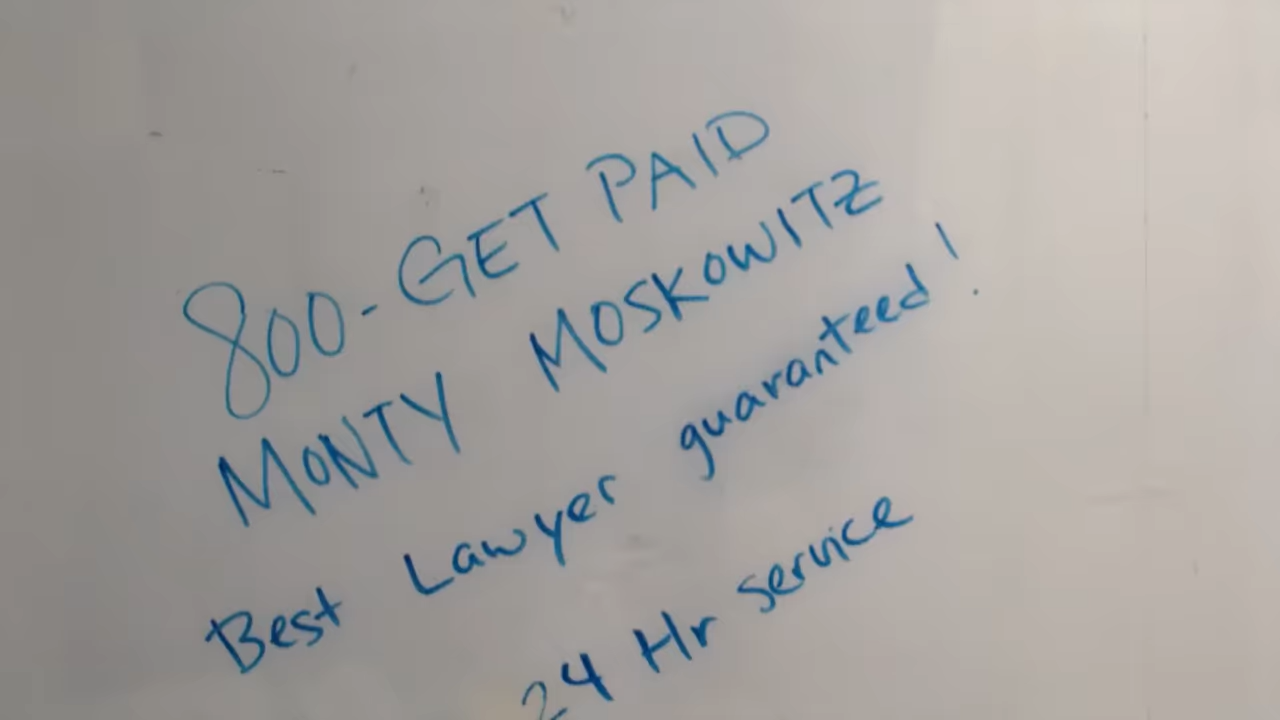 800-GET PAID
MONTY MOSKOWITZ
Best Lawyer guaranteed!
24 Hr service